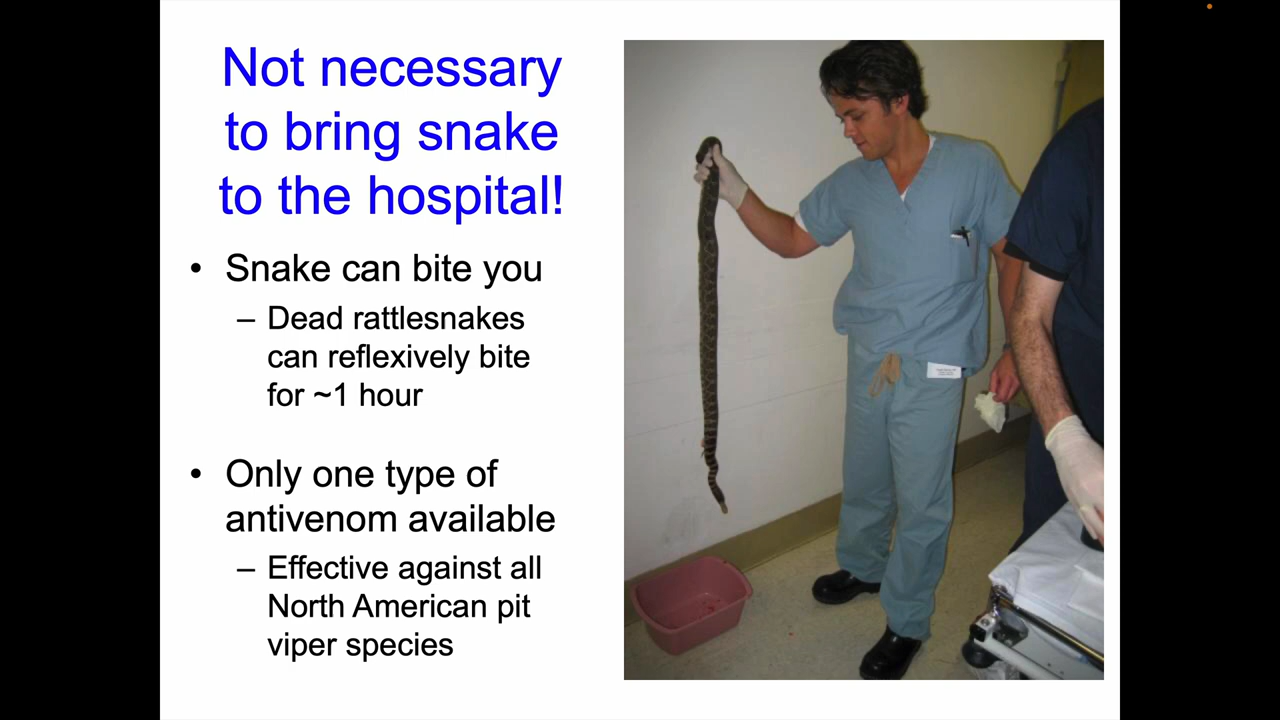 Not necessary
to bring snake
to the hospital!
• Snake can bite you
– Dead rattlesnakes
can reflexively bite
for ~1 hour
• Only one type of
antivenom available
– Effective against all
North American pit
viper species